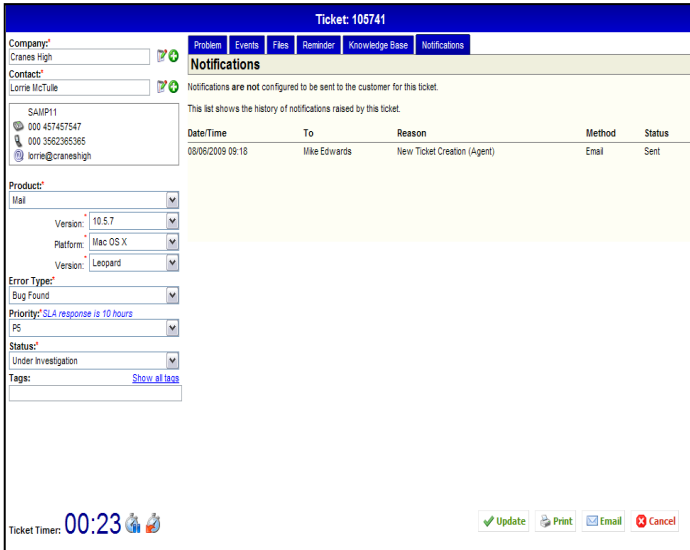 Ticket: 105741
Company:*
Cranes High
Contact:*
Lorrie McTulle
SAMP11
000 457457547
000 3562365365
lorrie@craneshigh
Product:*
Mail
Version:* 10.5.7
Platform:* Mac OS X
Version:* Leopard
Error Type:*
Bug Found
Priority:*SLA response is 10 hours
P5
Status:*
Under Investigation
Tags: Show all tags
Ticket Timer: 00:23
Problem Events Files Reminder Knowledge Base Notifications
Notifications
Notifications are not configured to be sent to the customer for this ticket.
This list shows the history of notifications raised by this ticket.
Date/Time To Reason Method Status
08/06/2009 09:18 Mike Edwards New Ticket Creation (Agent) Email Sent
Update Print Email Cancel